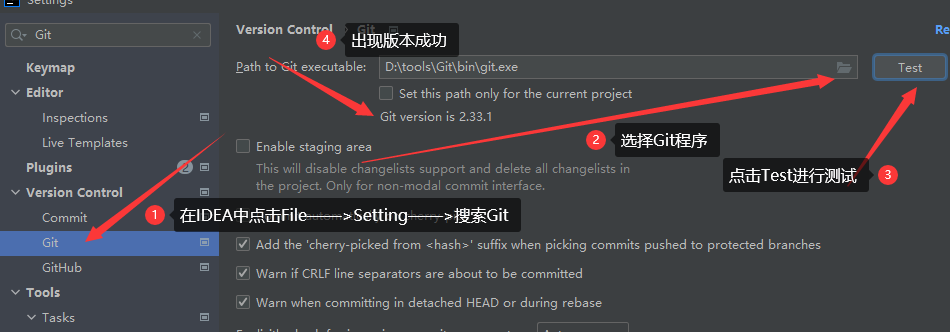 Settings
Git
Keymap
Editor
Inspections
Live Templates
Plugins
2
Version Control
Commit
Git
GitHub
Tools
Tasks
Version Control
Git
Re
4 出现版本成功
Path to Git executable:
D:\tools\Git\bin\git.exe
Test
Set this path only for the current project
Git version is 2.33.1
2 选择Git程序
Enable staging area
This will disable changelists support and delete all changelists in
the project. Only for non-modal commit interface.
点击Test进行测试 3
1 在IDEA中点击File——>Setting——>搜索Git
Add the 'cherry-picked from <hash>' suffix when picking commits pushed to protected branches
Warn if CRLF line separators are about to be committed
Warn when committing in detached HEAD or during rebase